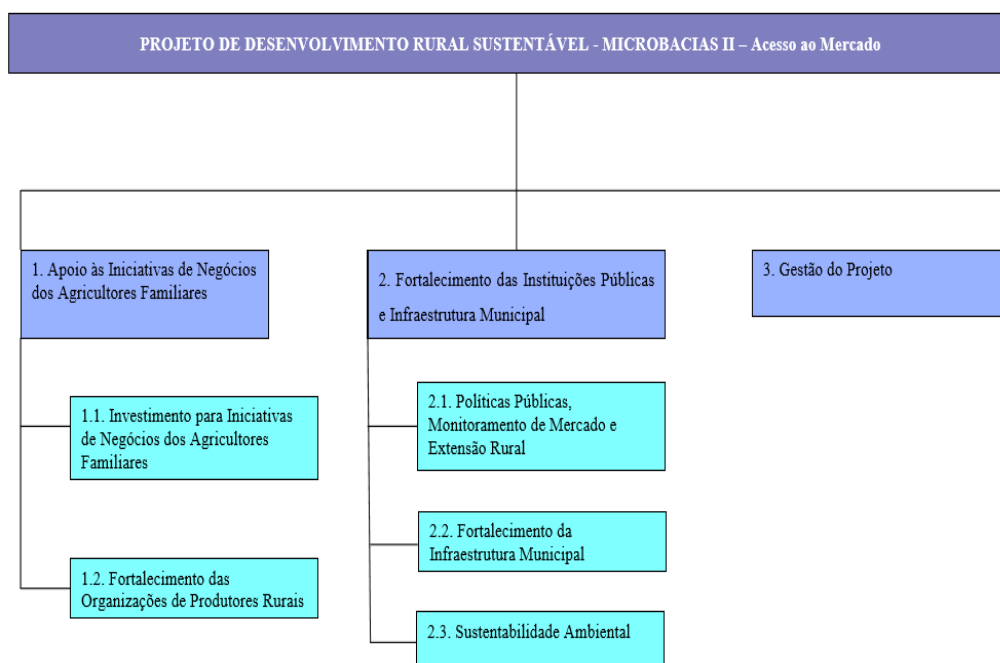 PROJETO DE DESENVOLVIMENTO RURAL SUSTENTÁVEL - MICROBACIAS II – Acesso ao Mercado
1. Apoio às Iniciativas de Negócios
dos Agricultores Familiares
2. Fortalecimento das Instituições Públicas
e Infraestrutura Municipal
3. Gestão do Projeto
1.1. Investimento para Iniciativas
de Negócios dos Agricultores
Familiares
2.1. Políticas Públicas,
Monitoramento de Mercado e
Extensão Rural
2.2. Fortalecimento da
Infraestrutura Municipal
1.2. Fortalecimento das
Organizações de Produtores Rurais
2.3. Sustentabilidade Ambiental